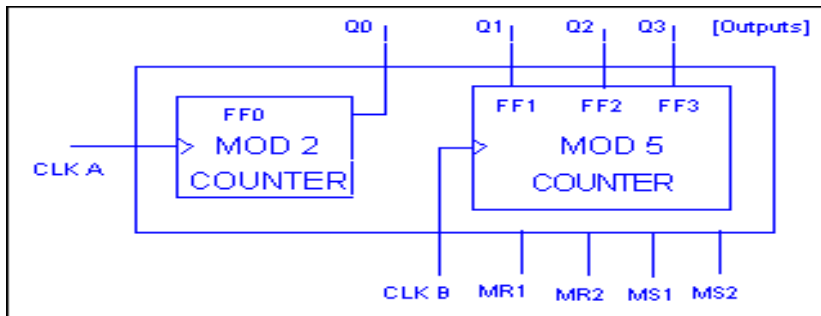 Q0 Q1 Q2 Q3 [Outputs]
FF0 FF1 FF2 FF3
MOD 2 MOD 5
CLK A
COUNTER COUNTER
CLK B MR1 MR2 MS1 MS2